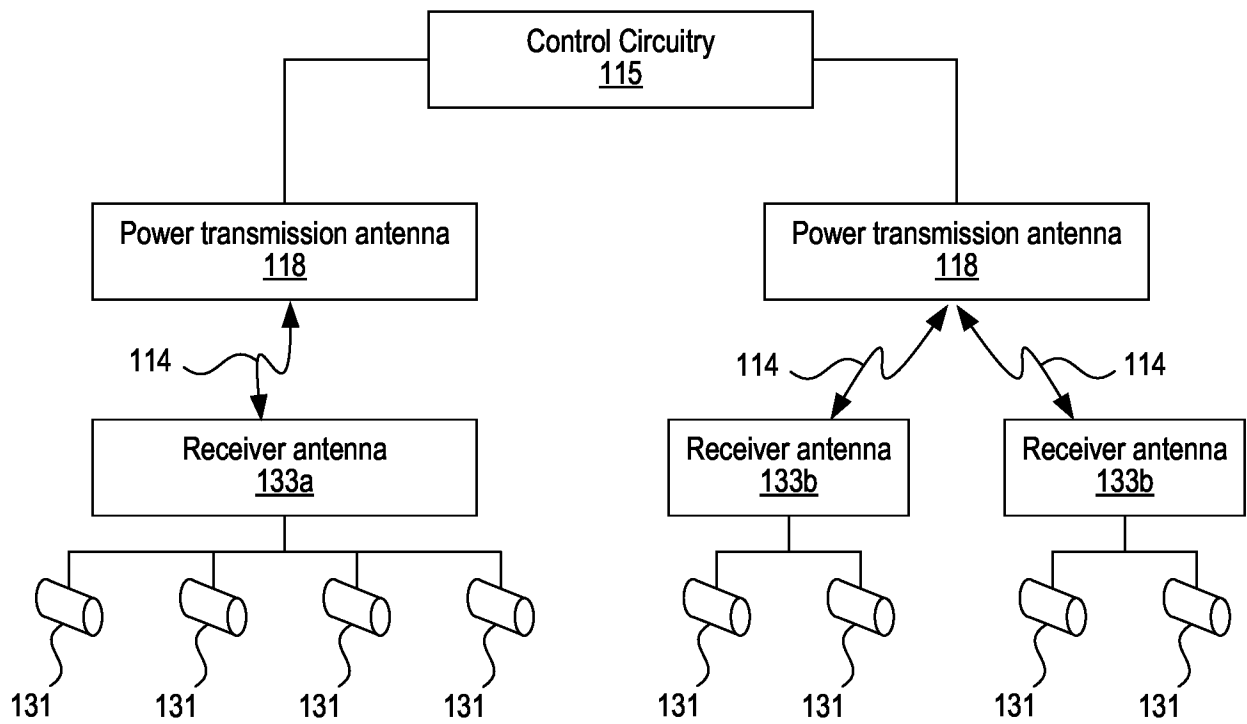 Control Circuitry
115
Power transmission antenna
118
Power transmission antenna
118
114
114
114
Receiver antenna
133a
Receiver antenna
133b
Receiver antenna
133b
131
131
131
131
131
131
131
131